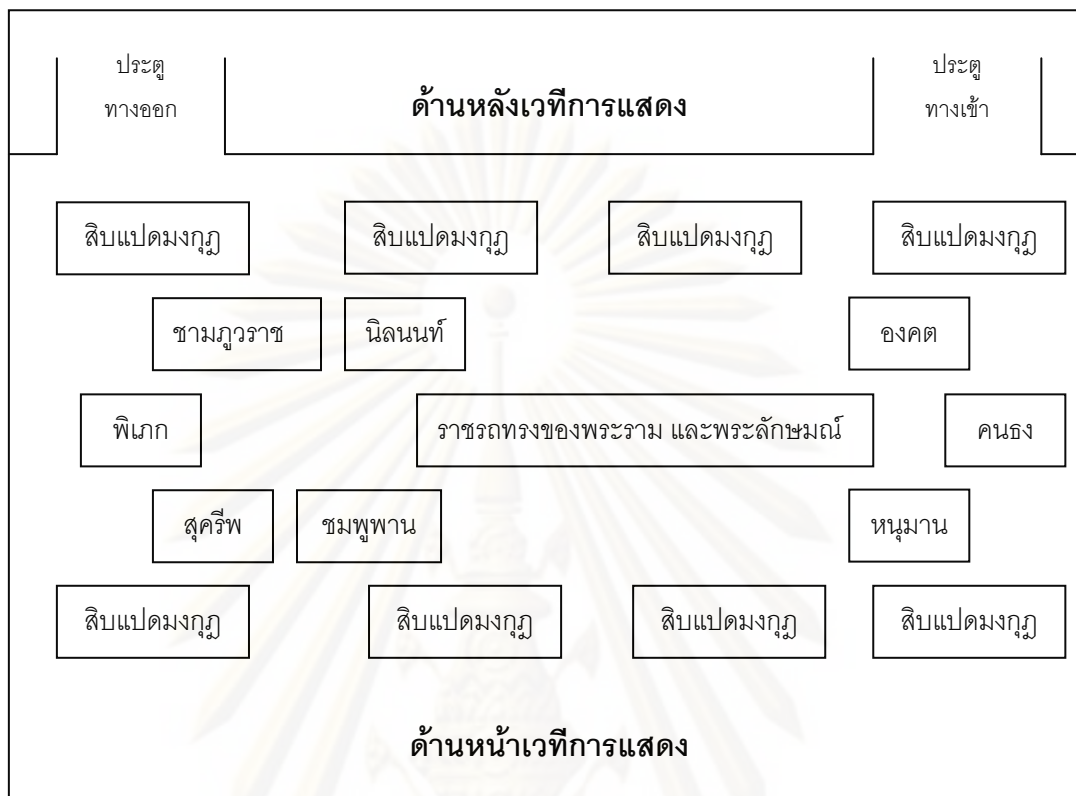 ประตู
ทางออก
ด้านหลังเวทีการแสดง
ประตู
ทางเข้า
สิบแปดมงกุฎ
สิบแปดมงกุฎ
สิบแปดมงกุฎ
สิบแปดมงกุฎ
ชามภูวราช
นิลนนท์
องคต
พิเภก
ราชรถทรงของพระราม และพระลักษมณ์
คนธง
สุครีพ
ชมพูพาน
หนุมาน
สิบแปดมงกุฎ
สิบแปดมงกุฎ
สิบแปดมงกุฎ
สิบแปดมงกุฎ
ด้านหน้าเวทีการแสดง